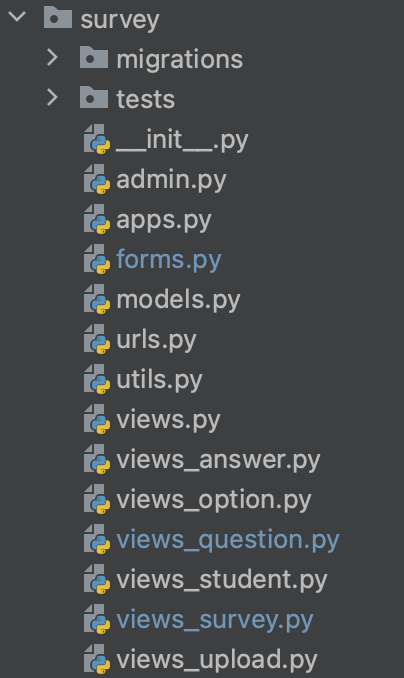 survey
migrations
tests
__init__.py
admin.py
apps.py
forms.py
models.py
urls.py
utils.py
views.py
views_answer.py
views_option.py
views_question.py
views_student.py
views_survey.py
views_upload.py